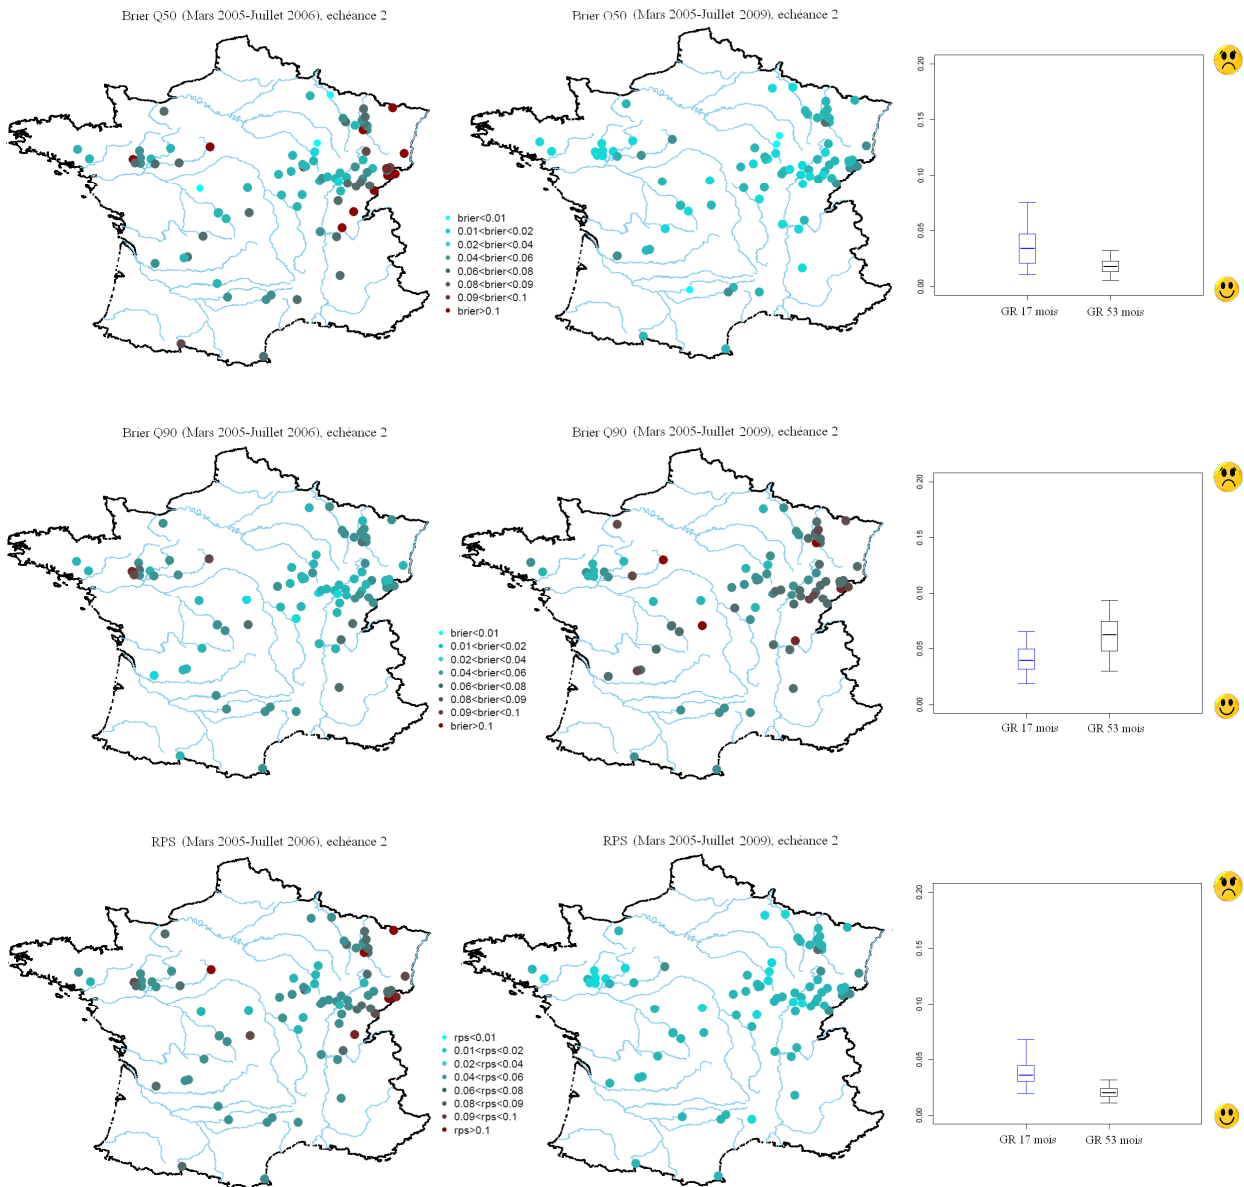 Brier Q50 (Mars 2005-Juillet 2006), echéance 2
Brier Q50 (Mars 2005-Juillet 2009), echéance 2
brier<0.01
0.01<brier<0.02
0.02<brier<0.04
0.04<brier<0.06
0.06<brier<0.08
0.08<brier<0.09
0.09<brier<0.1
brier>0.1
0.20
0.15
0.10
0.05
0.00
GR 17 mois
GR 53 mois
Brier Q90 (Mars 2005-Juillet 2006), echéance 2
Brier Q90 (Mars 2005-Juillet 2009), echéance 2
brier<0.01
0.01<brier<0.02
0.02<brier<0.04
0.04<brier<0.06
0.06<brier<0.08
0.08<brier<0.09
0.09<brier<0.1
brier>0.1
0.20
0.15
0.10
0.05
0.00
GR 17 mois
GR 53 mois
RPS (Mars 2005-Juillet 2006), echéance 2
RPS (Mars 2005-Juillet 2009), echéance 2
rps<0.01
0.01<rps<0.02
0.02<rps<0.04
0.04<rps<0.06
0.06<rps<0.08
0.08<rps<0.09
0.09<rps<0.1
rps>0.1
0.20
0.15
0.10
0.05
0.00
GR 17 mois
GR 53 mois